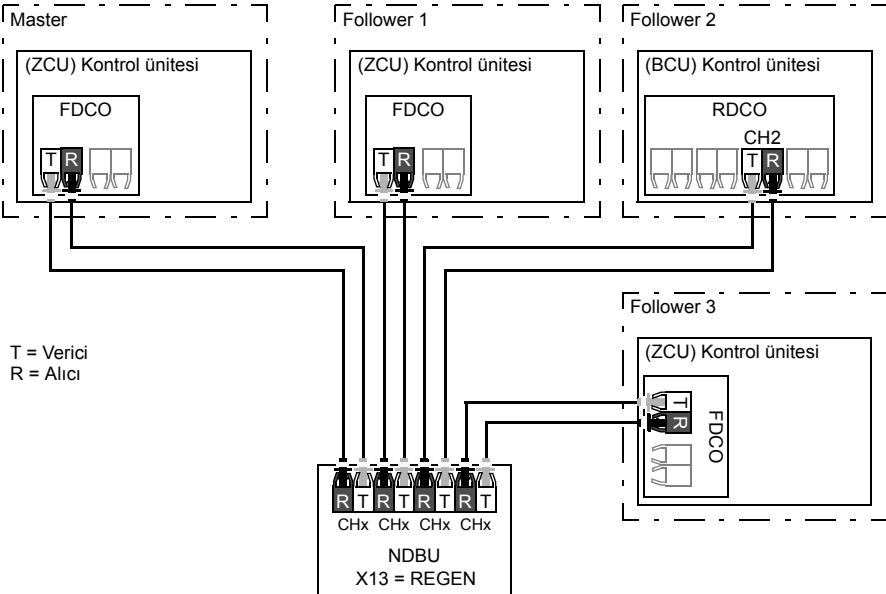 Master
(ZCU) Kontrol ünitesi
FDCO
T R
Follower 1
(ZCU) Kontrol ünitesi
FDCO
T R
Follower 2
(BCU) Kontrol ünitesi
RDCO
CH2
T R
T = Verici
R = Alıcı
Follower 3
(ZCU) Kontrol ünitesi
T
R
FDCO
R T R T R T R T
CHx CHx CHx CHx
NDBU
X13 = REGEN